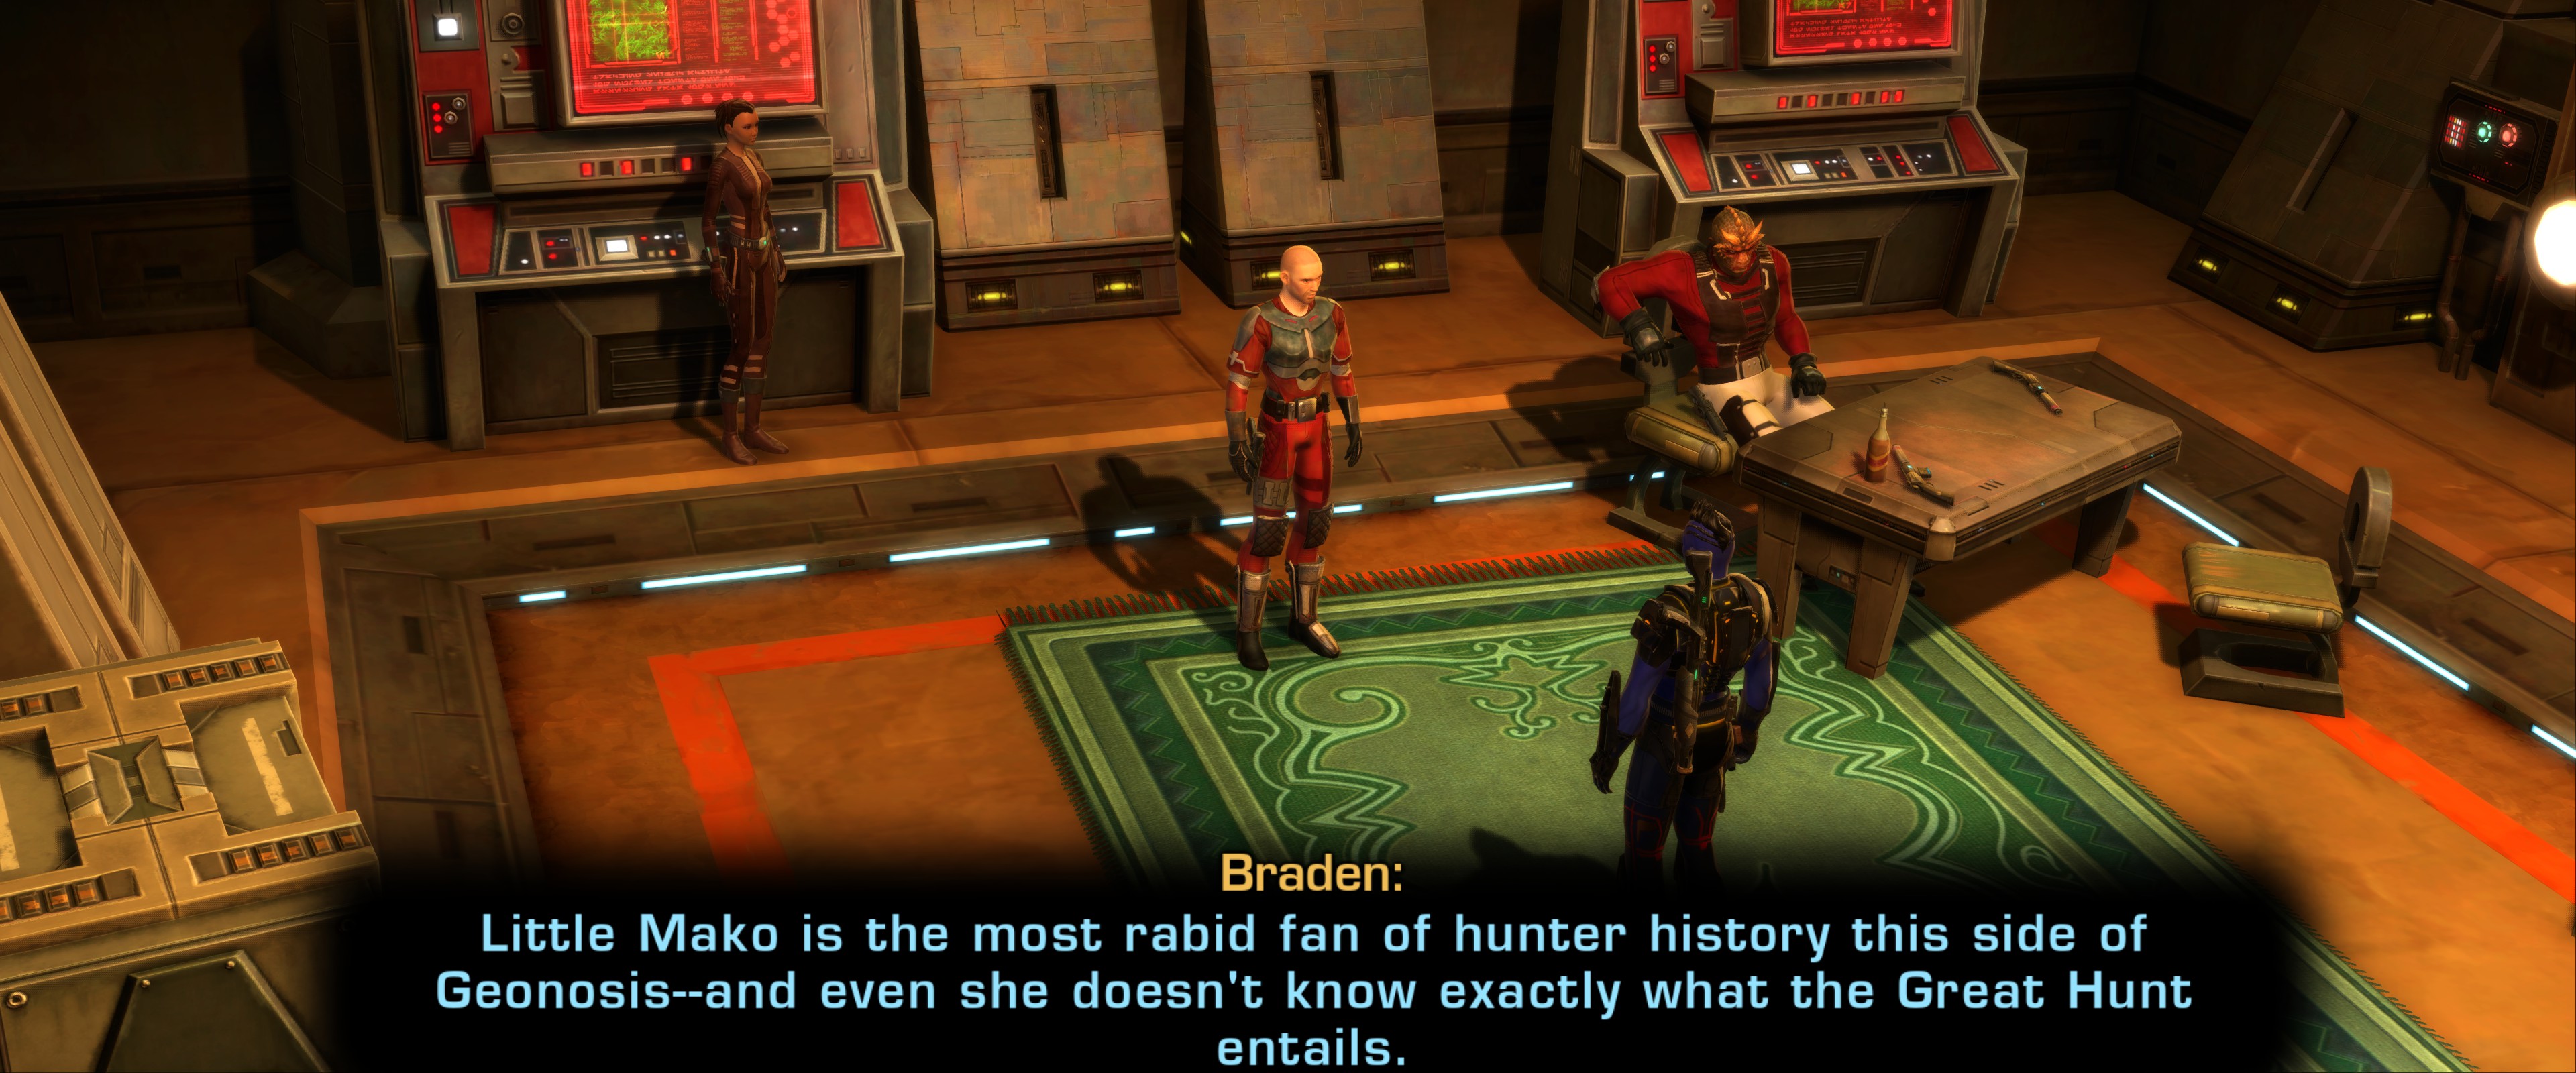 Braden:
Little Mako is the most rabid fan of hunter history this side of
Geonosis--and even she doesn't know exactly what the Great Hunt
entails.